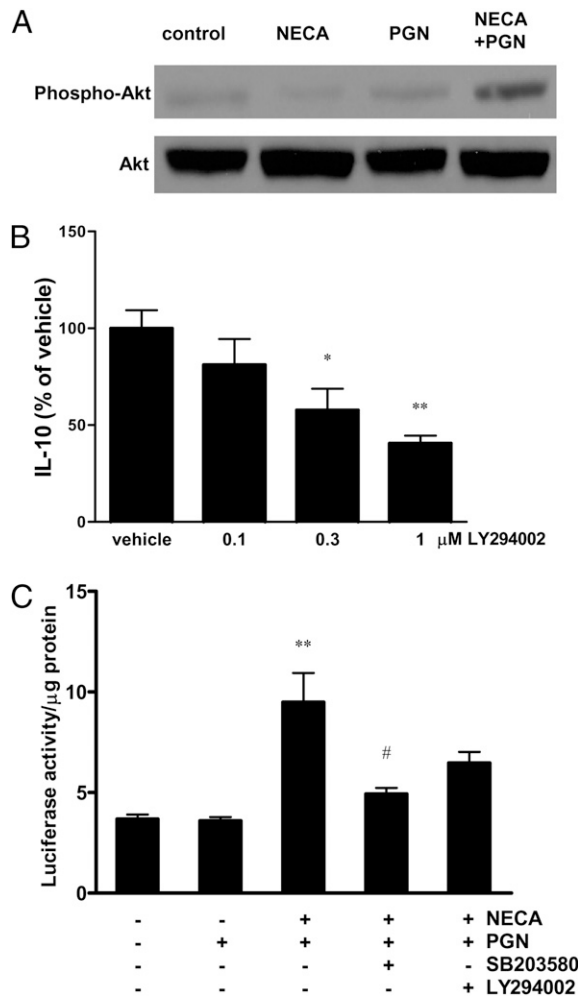 A
control NECA PGN NECA +PGN
Phospho-Akt
Akt
B
150
100
50
0
IL-10 (% of vehicle)
*
**
vehicle 0.1 0.3 1 μM LY294002
C
15
10
5
0
Luciferase activity/μg protein
**
#
- - + + + NECA
- + + + + PGN
- - - + - SB203580
- - - - + LY294002